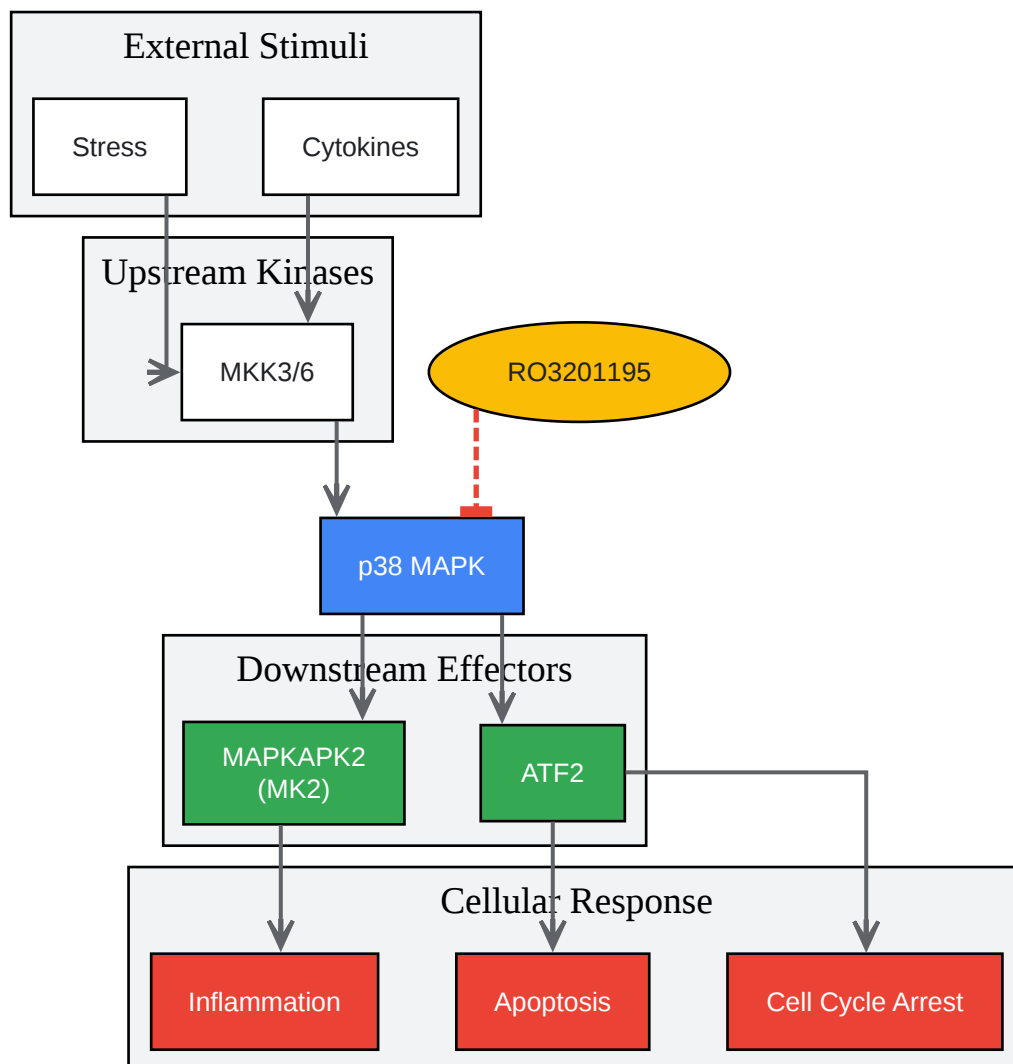 External Stimuli
Stress
Cytokines
Upstream Kinases
MKK3/6
RO3201195
p38 MAPK
Downstream Effectors
MAPKAPK2
(MK2)
ATF2
Cellular Response
Inflammation
Apoptosis
Cell Cycle Arrest